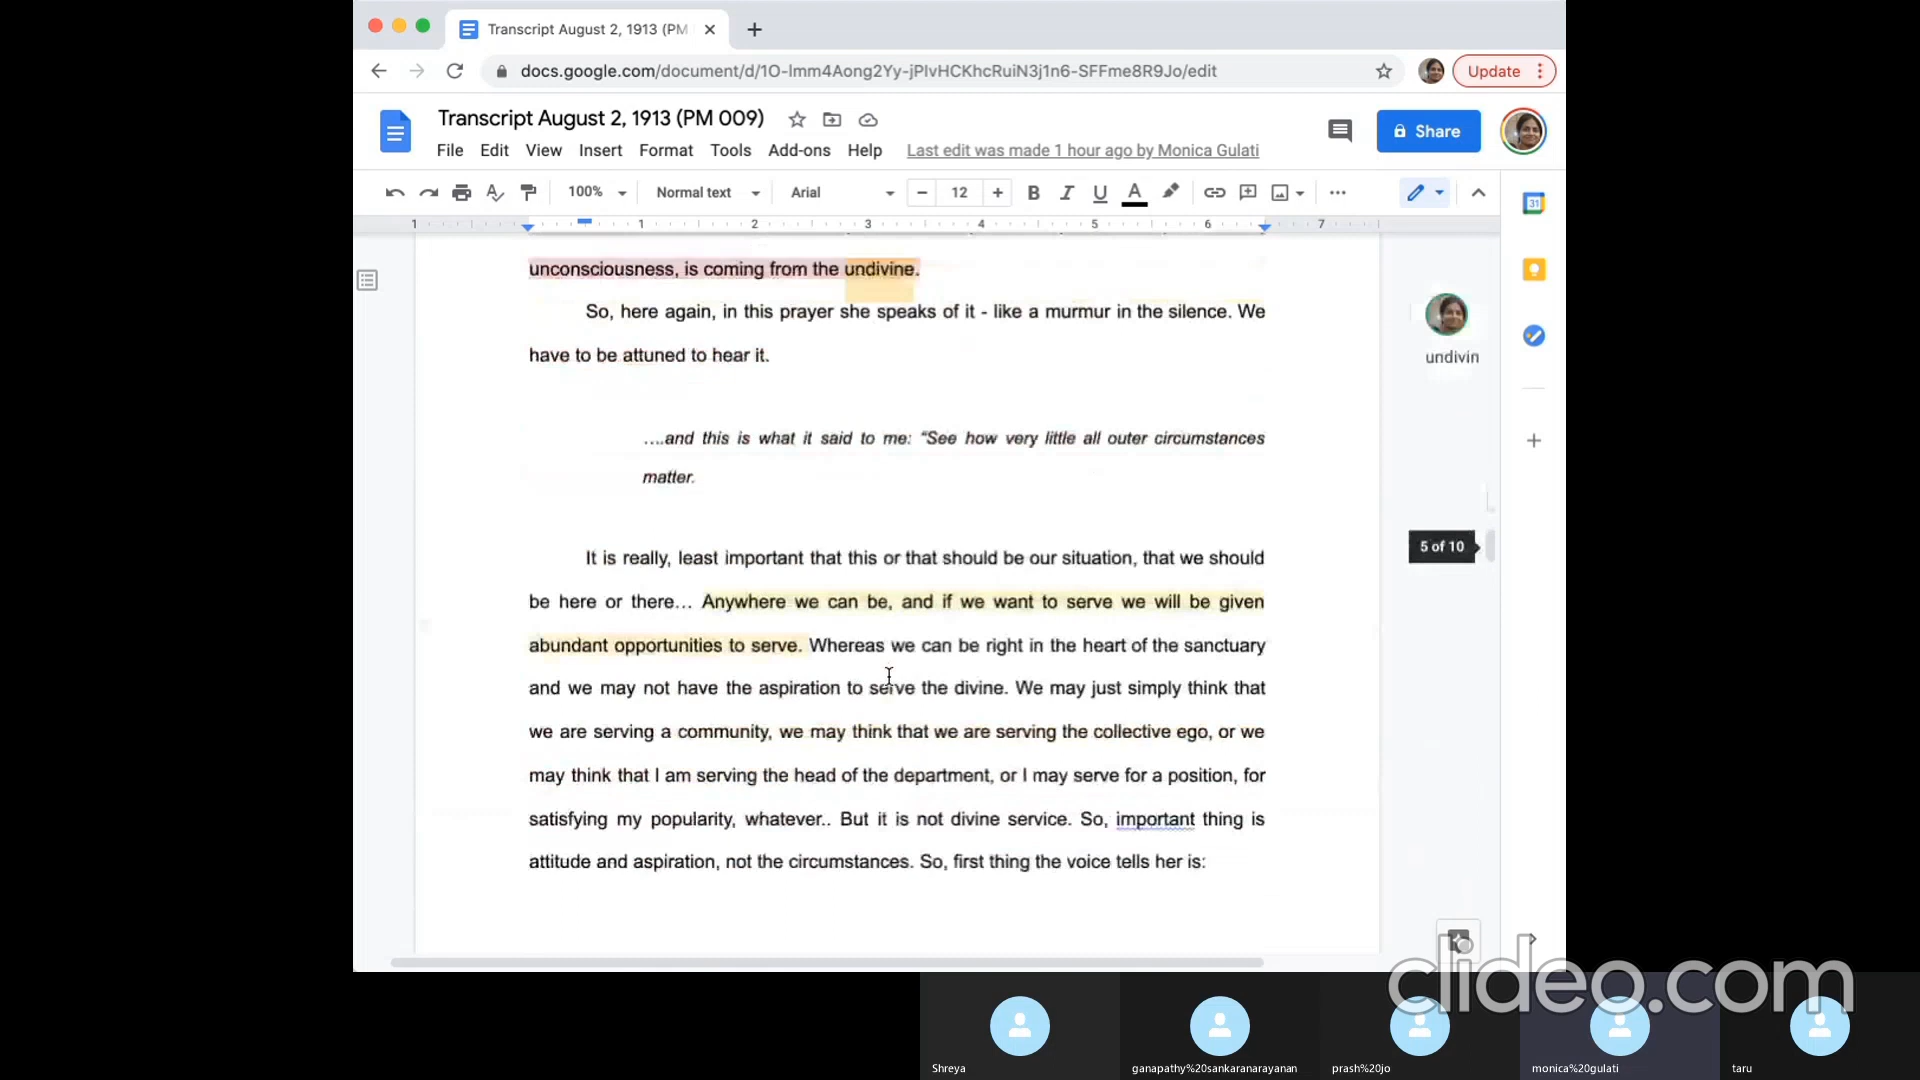 Transcript August 2, 1913 (PM
docs.google.com/document/d/1O-lmm4Aong2Yy-jPIvHCKhcRuiN3j1n6-SFFme8R9Jo/edit
Update
Transcript August 2, 1913 (PM 009)
Share
File Edit View Insert Format Tools Add-ons Help Last edit was made 1 hour ago by Monica Gulati
100% Normal text Arial 12 B I U A
1 1 2 3 4 5 6 7
31
unconsciousness, is coming from the undivine.
So, here again, in this prayer she speaks of it - like a murmur in the silence. We
have to be attuned to hear it.
undivin
….and this is what it said to me: “See how very little all outer circumstances
matter.
It is really, least important that this or that should be our situation, that we should
be here or there… Anywhere we can be, and if we want to serve we will be given
abundant opportunities to serve. Whereas we can be right in the heart of the sanctuary
and we may not have the aspiration to serve the divine. We may just simply think that
we are serving a community, we may think that we are serving the collective ego, or we
may think that I am serving the head of the department, or I may serve for a position, for
satisfying my popularity, whatever.. But it is not divine service. So, important thing is
attitude and aspiration, not the circumstances. So, first thing the voice tells her is:
5 of 10
clideo.com
Shreya ganapathy%20sankaranarayanan prash%20jo monica%20gulati taru